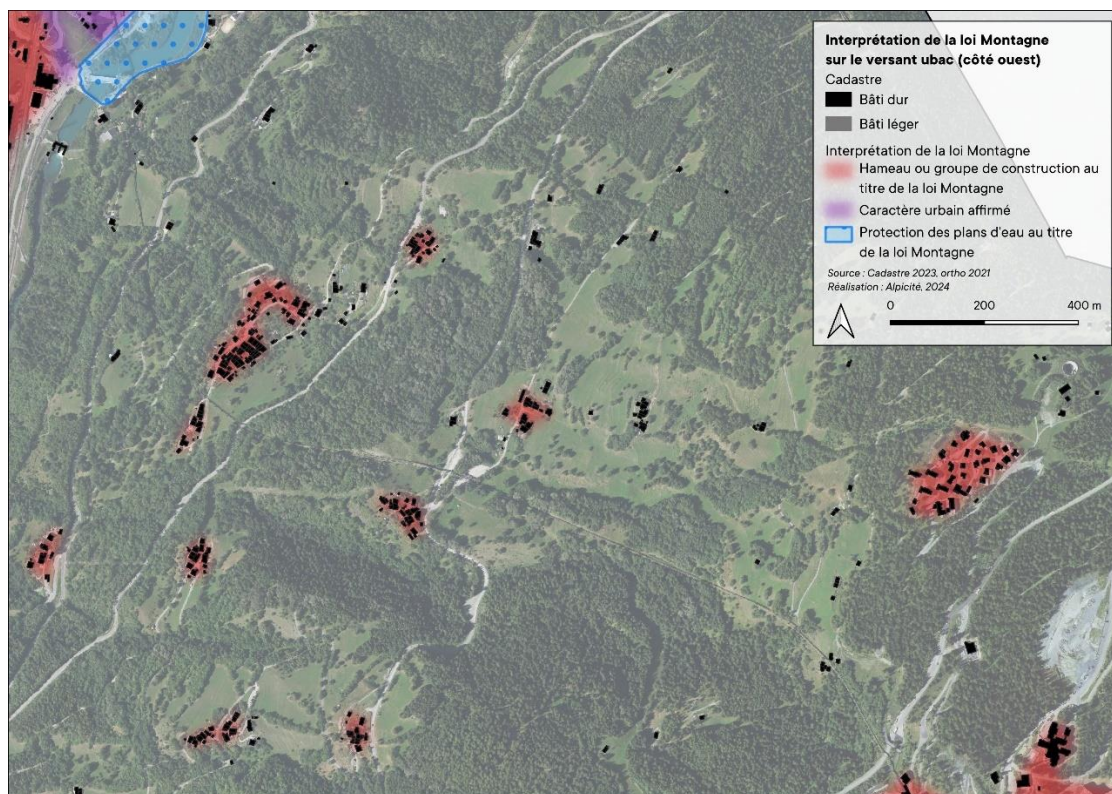 Interprétation de la loi Montagne
sur le versant ubac (côté ouest)
Cadastre
Bâti dur
Bâti léger
Interprétation de la loi Montagne
Hameau ou groupe de construction au
titre de la loi Montagne
Caractère urbain affirmé
Protection des plans d'eau au titre
de la loi Montagne
Source : Cadastre 2023, ortho 2021
Réalisation : Alpicité, 2024
0 200 400 m